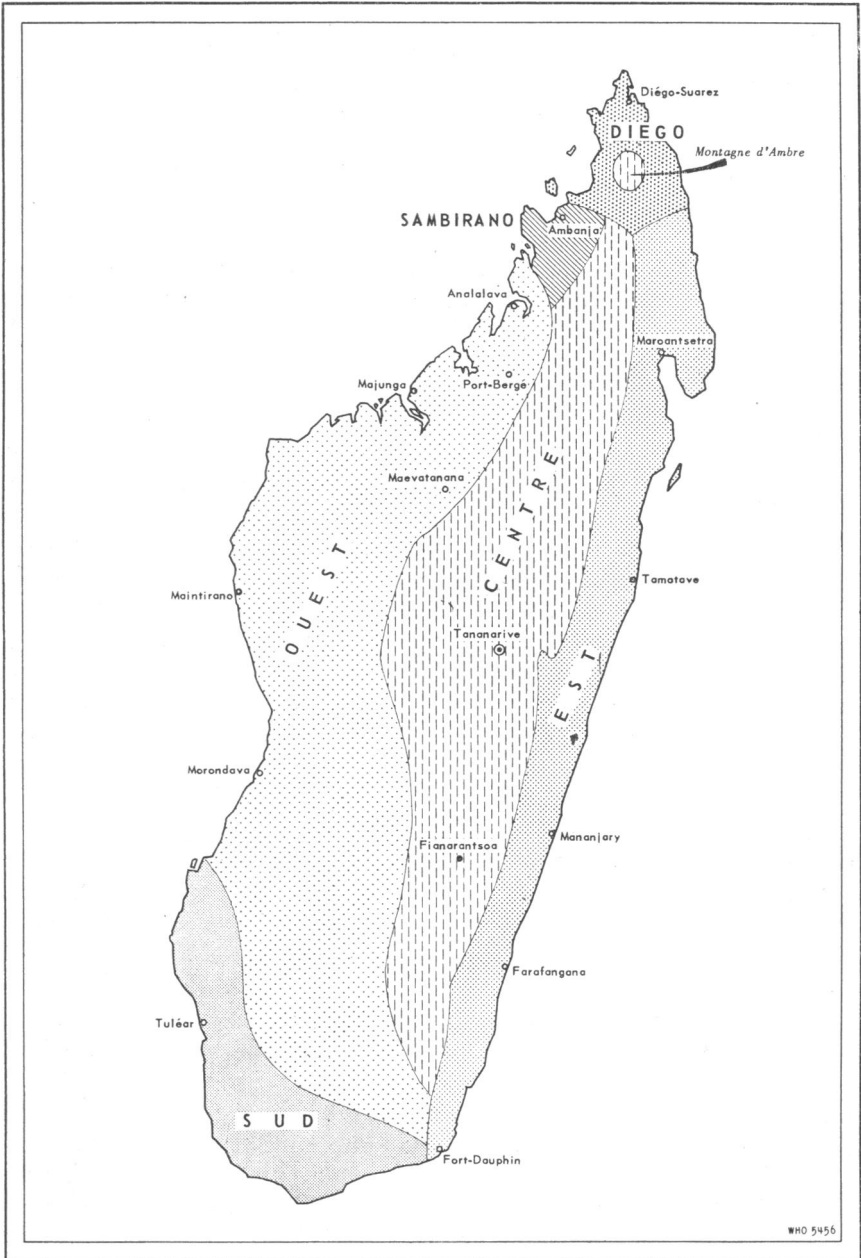 Diégo-Suarez
DIEGO
Montagne d'Ambre
SAMBIRANO
Ambanja
Analalava
Maroantsetra
Port-Bergé
Majunga
Maevatanana
CENTRE
OUEST
Maintirano
Tamatave
Tananarive
EST
Morondava
Mananjary
Fianarantsoa
Farafangana
Tuléar
SUD
Fort-Dauphin
WHO 5456